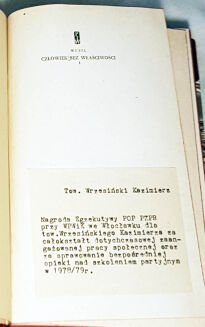 MUSIL
CZŁOWIEK BEZ WŁAŚCIWOŚCI
I
Tow. Wrzesiński Kazimierz
Nagroda Egzekutywy POP PZPR
przy WPWiK we Włocławku dla
tow.Wrzesińskiego Kazimierza za
całokształt dotychczasowej zaan-
gażowanej pracy społecznej oraz
za sprawowanie bezpośredniej
opieki nad szkoleniem partyjnym
w 1978/79r.